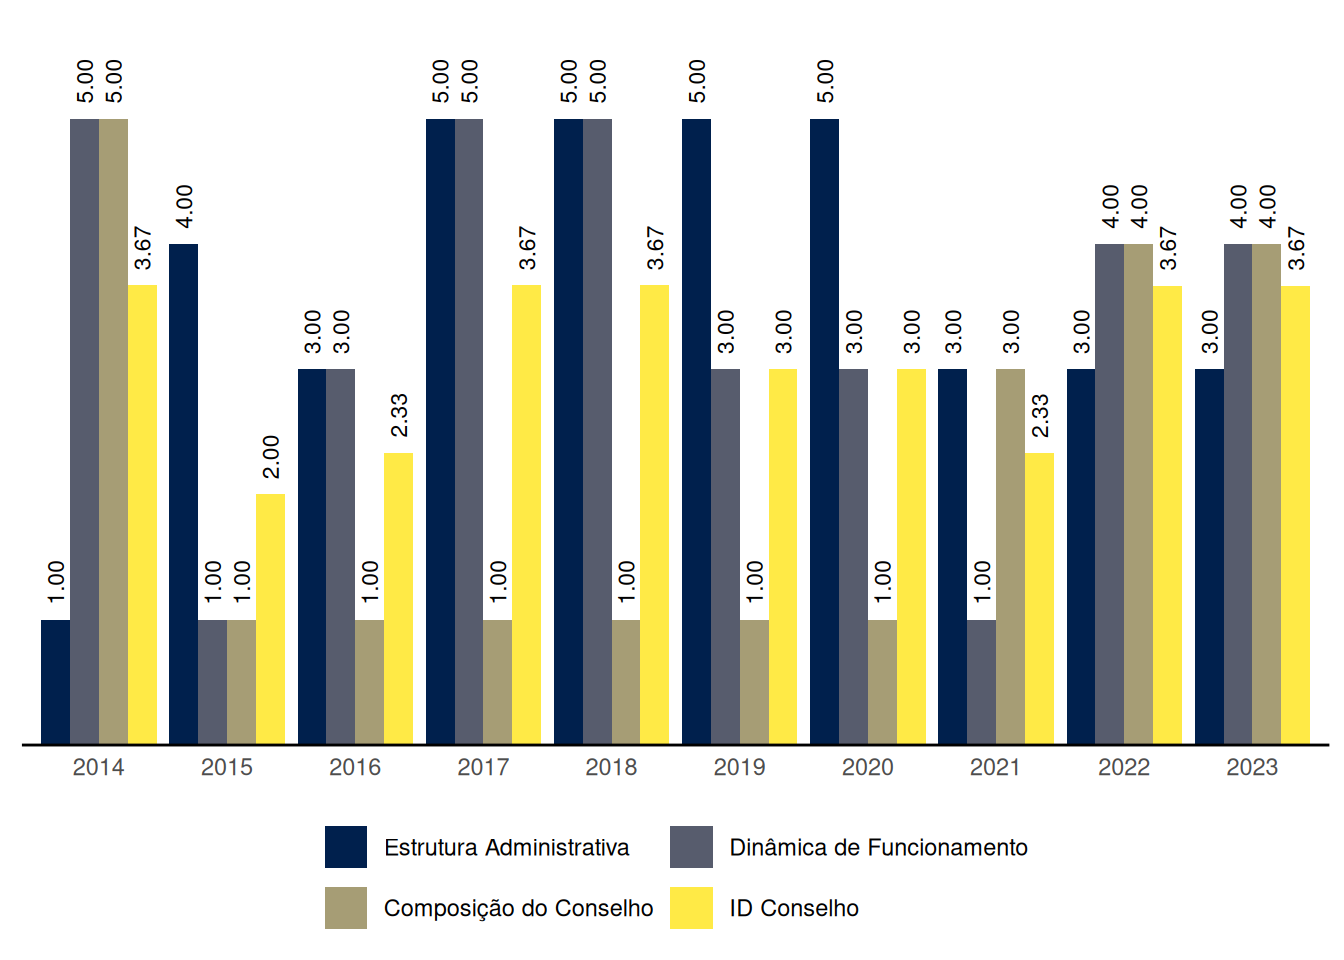 1.00 5.00 5.00 3.67
4.00 1.00 1.00 2.00
3.00 3.00 1.00 2.33
5.00 5.00 1.00 3.67
5.00 5.00 1.00 3.67
5.00 3.00 1.00 3.00
5.00 3.00 1.00 3.00
3.00 1.00 3.00 2.33
3.00 4.00 4.00 3.67
3.00 4.00 4.00 3.67
2014 2015 2016 2017 2018 2019 2020 2021 2022 2023
Estrutura Administrativa Dinâmica de Funcionamento
Composição do Conselho ID Conselho